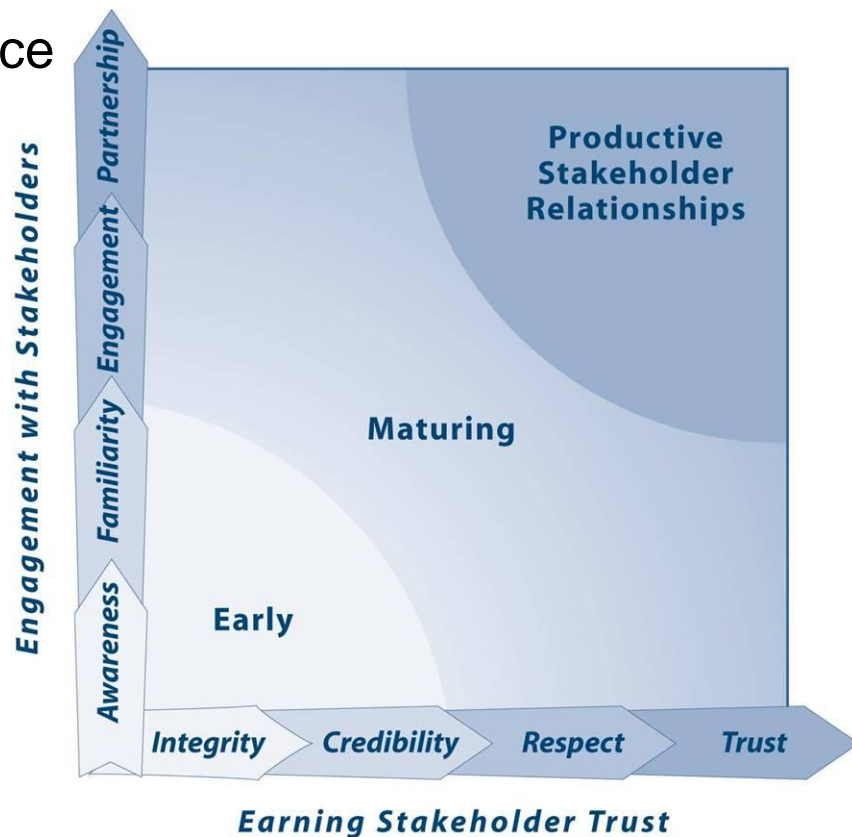 ce
Engagement with Stakeholders
Partnership
Engagement
Familiarity
Awareness
Productive
Stakeholder
Relationships
Maturing
Early
Integrity
Credibility
Respect
Trust
Earning Stakeholder Trust